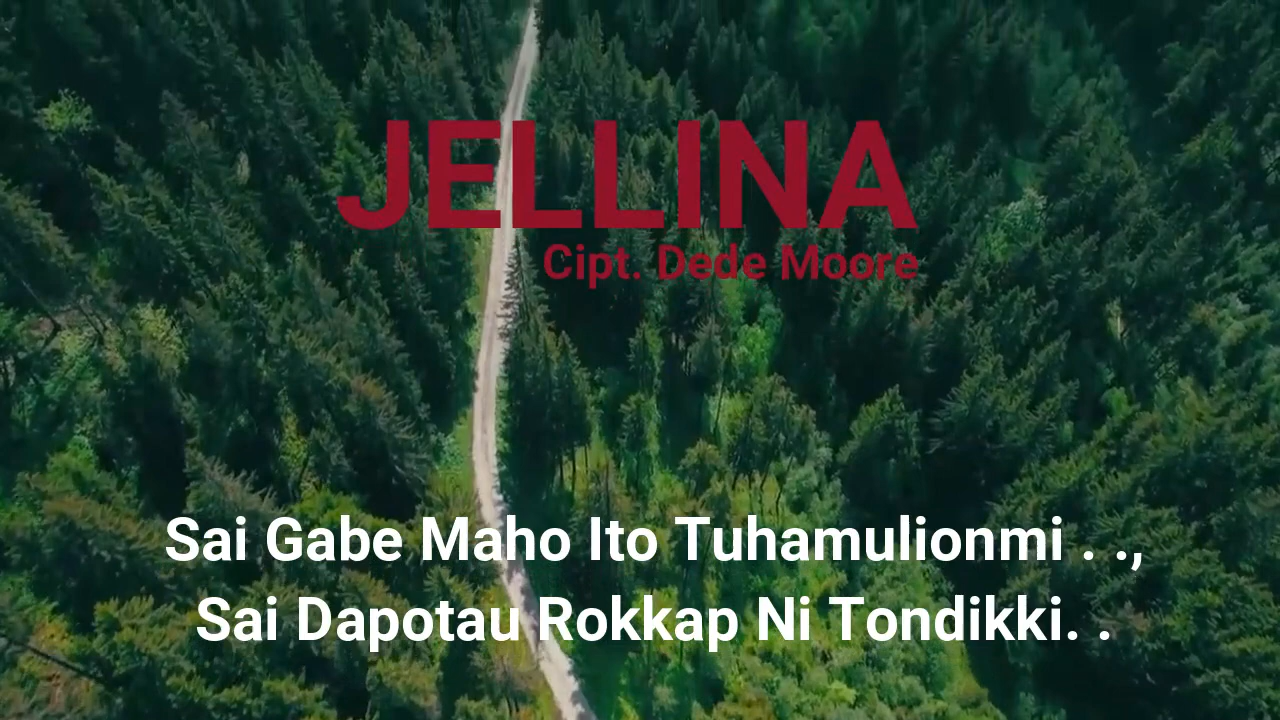 JELLINA
Cipt. Dede Moore
Sai Gabe Maho Ito Tuhamulionmi . .,
Sai Dapotau Rokkap Ni Tondikki. .